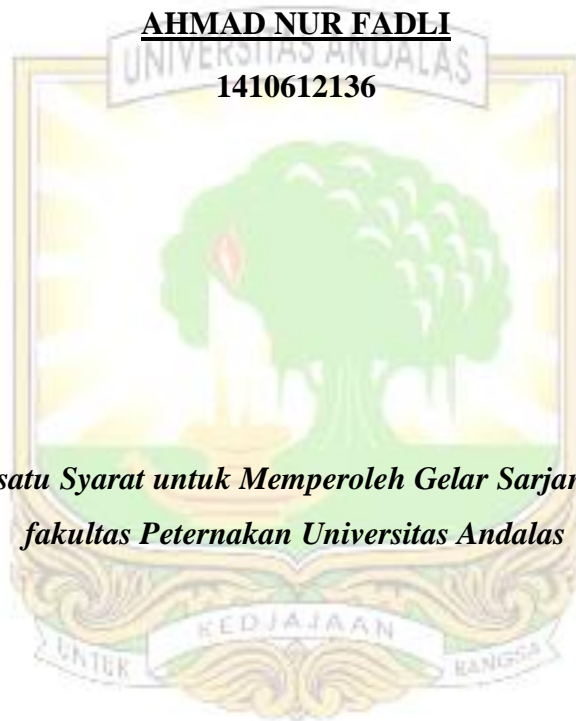 AHMAD NUR FADLI
UNIVERSITAS ANDALAS
1410612136
satu Syarat untuk Memperoleh Gelar Sarjan
fakultas Peternakan Universitas Andalas
UNTUK KEDJAJAAN BANGSA